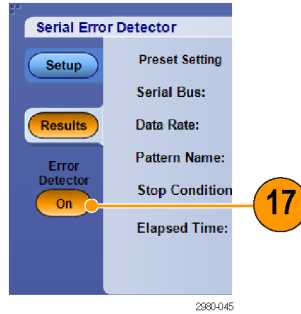 Serial Error Detector
Setup
Preset Setting
Serial Bus:
Results
Data Rate:
Pattern Name:
Error
Detector
On
Stop Condition
Elapsed Time:
17
2980-045